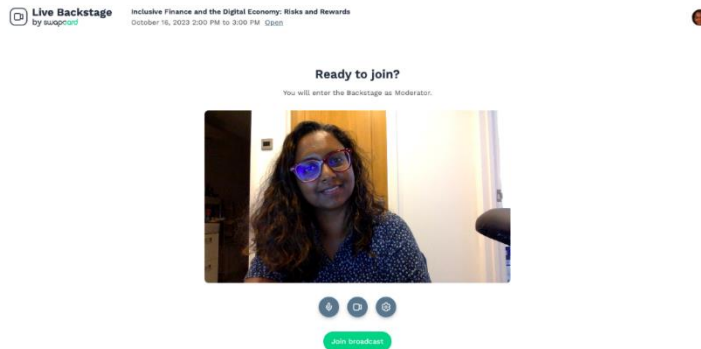 Live Backstage
by swapcard
Inclusive Finance and the Digital Economy: Risks and Rewards
October 16, 2023 2:00 PM to 3:00 PM Open
Ready to join?
You will enter the Backstage as Moderator.
Join broadcast